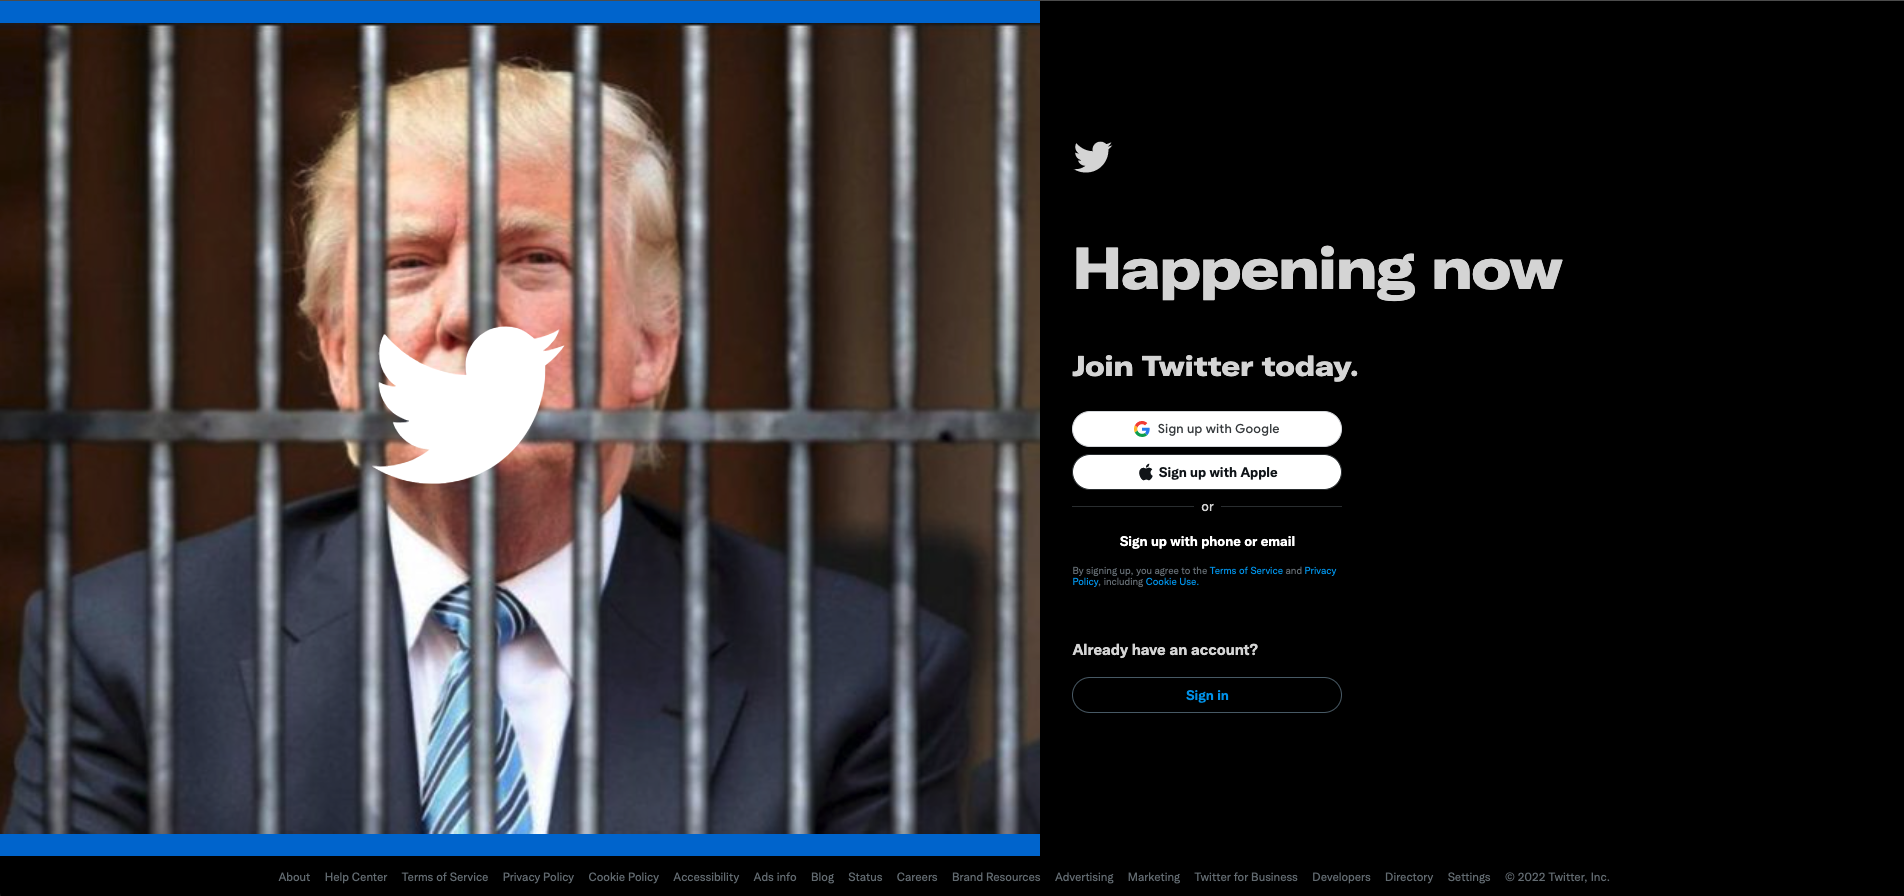 Happening now
Join Twitter today.
Sign up with Google
Sign up with Apple
or
Sign up with phone or email
By signing up, you agree to the Terms of Service and Privacy
Policy, including Cookie Use.
Already have an account?
Sign in
About Help Center Terms of Service Privacy Policy Cookie Policy Accessibility Ads info Blog Status Careers Brand Resources Advertising Marketing Twitter for Business Developers Directory Settings © 2022 Twitter, Inc.